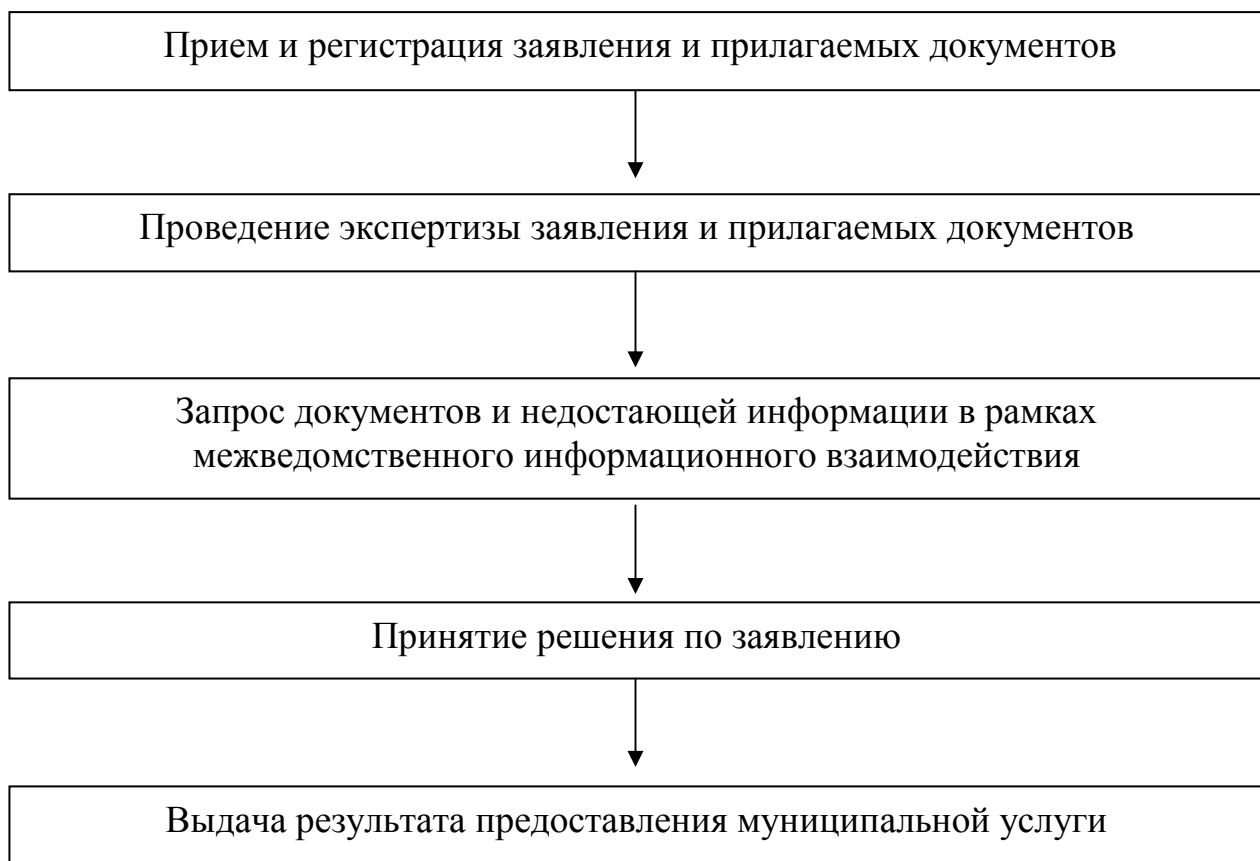 Прием и регистрация заявления и прилагаемых документов
Проведение экспертизы заявления и прилагаемых документов
Запрос документов и недостающей информации в рамках
межведомственного информационного взаимодействия
Принятие решения по заявлению
Выдача результата предоставления муниципальной услуги